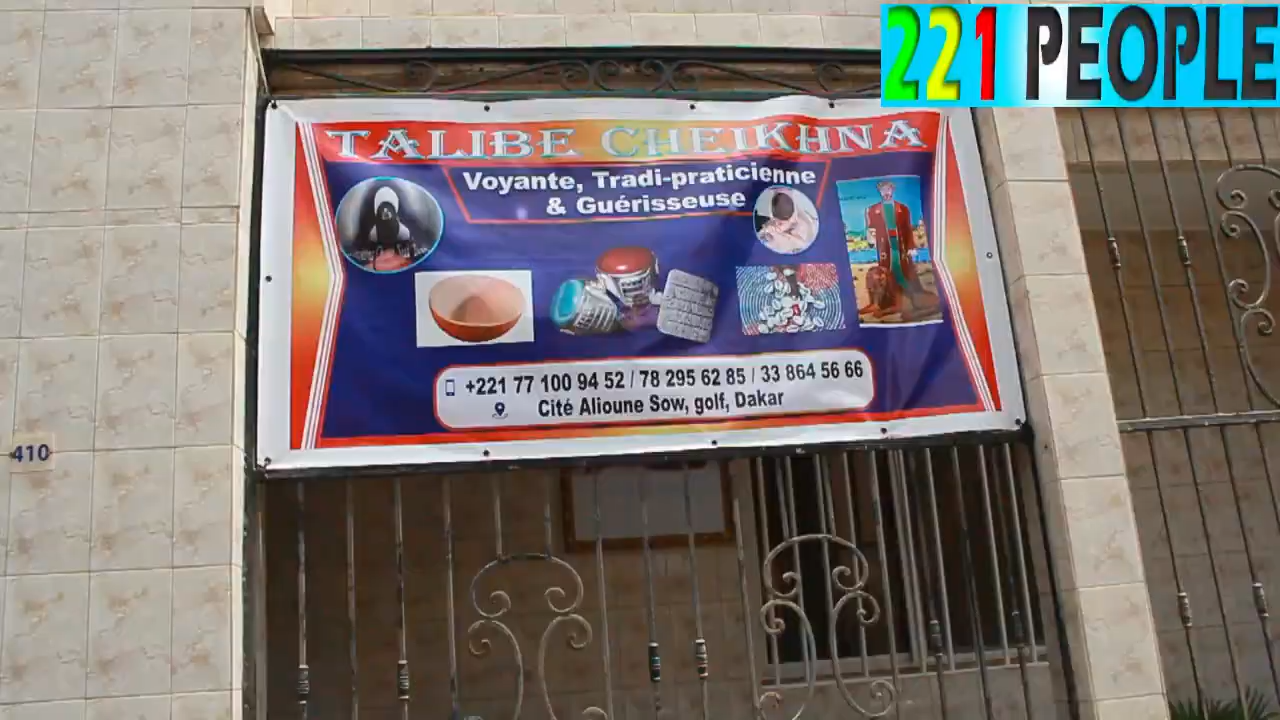 221 PEOPLE
TALIBE CHEIKHNA
Voyante, Tradi-praticienne
& Guérisseuse
+221 77 100 94 52 / 78 295 62 85 / 33 864 56 66
Cité Alioune Sow, golf, Dakar
410